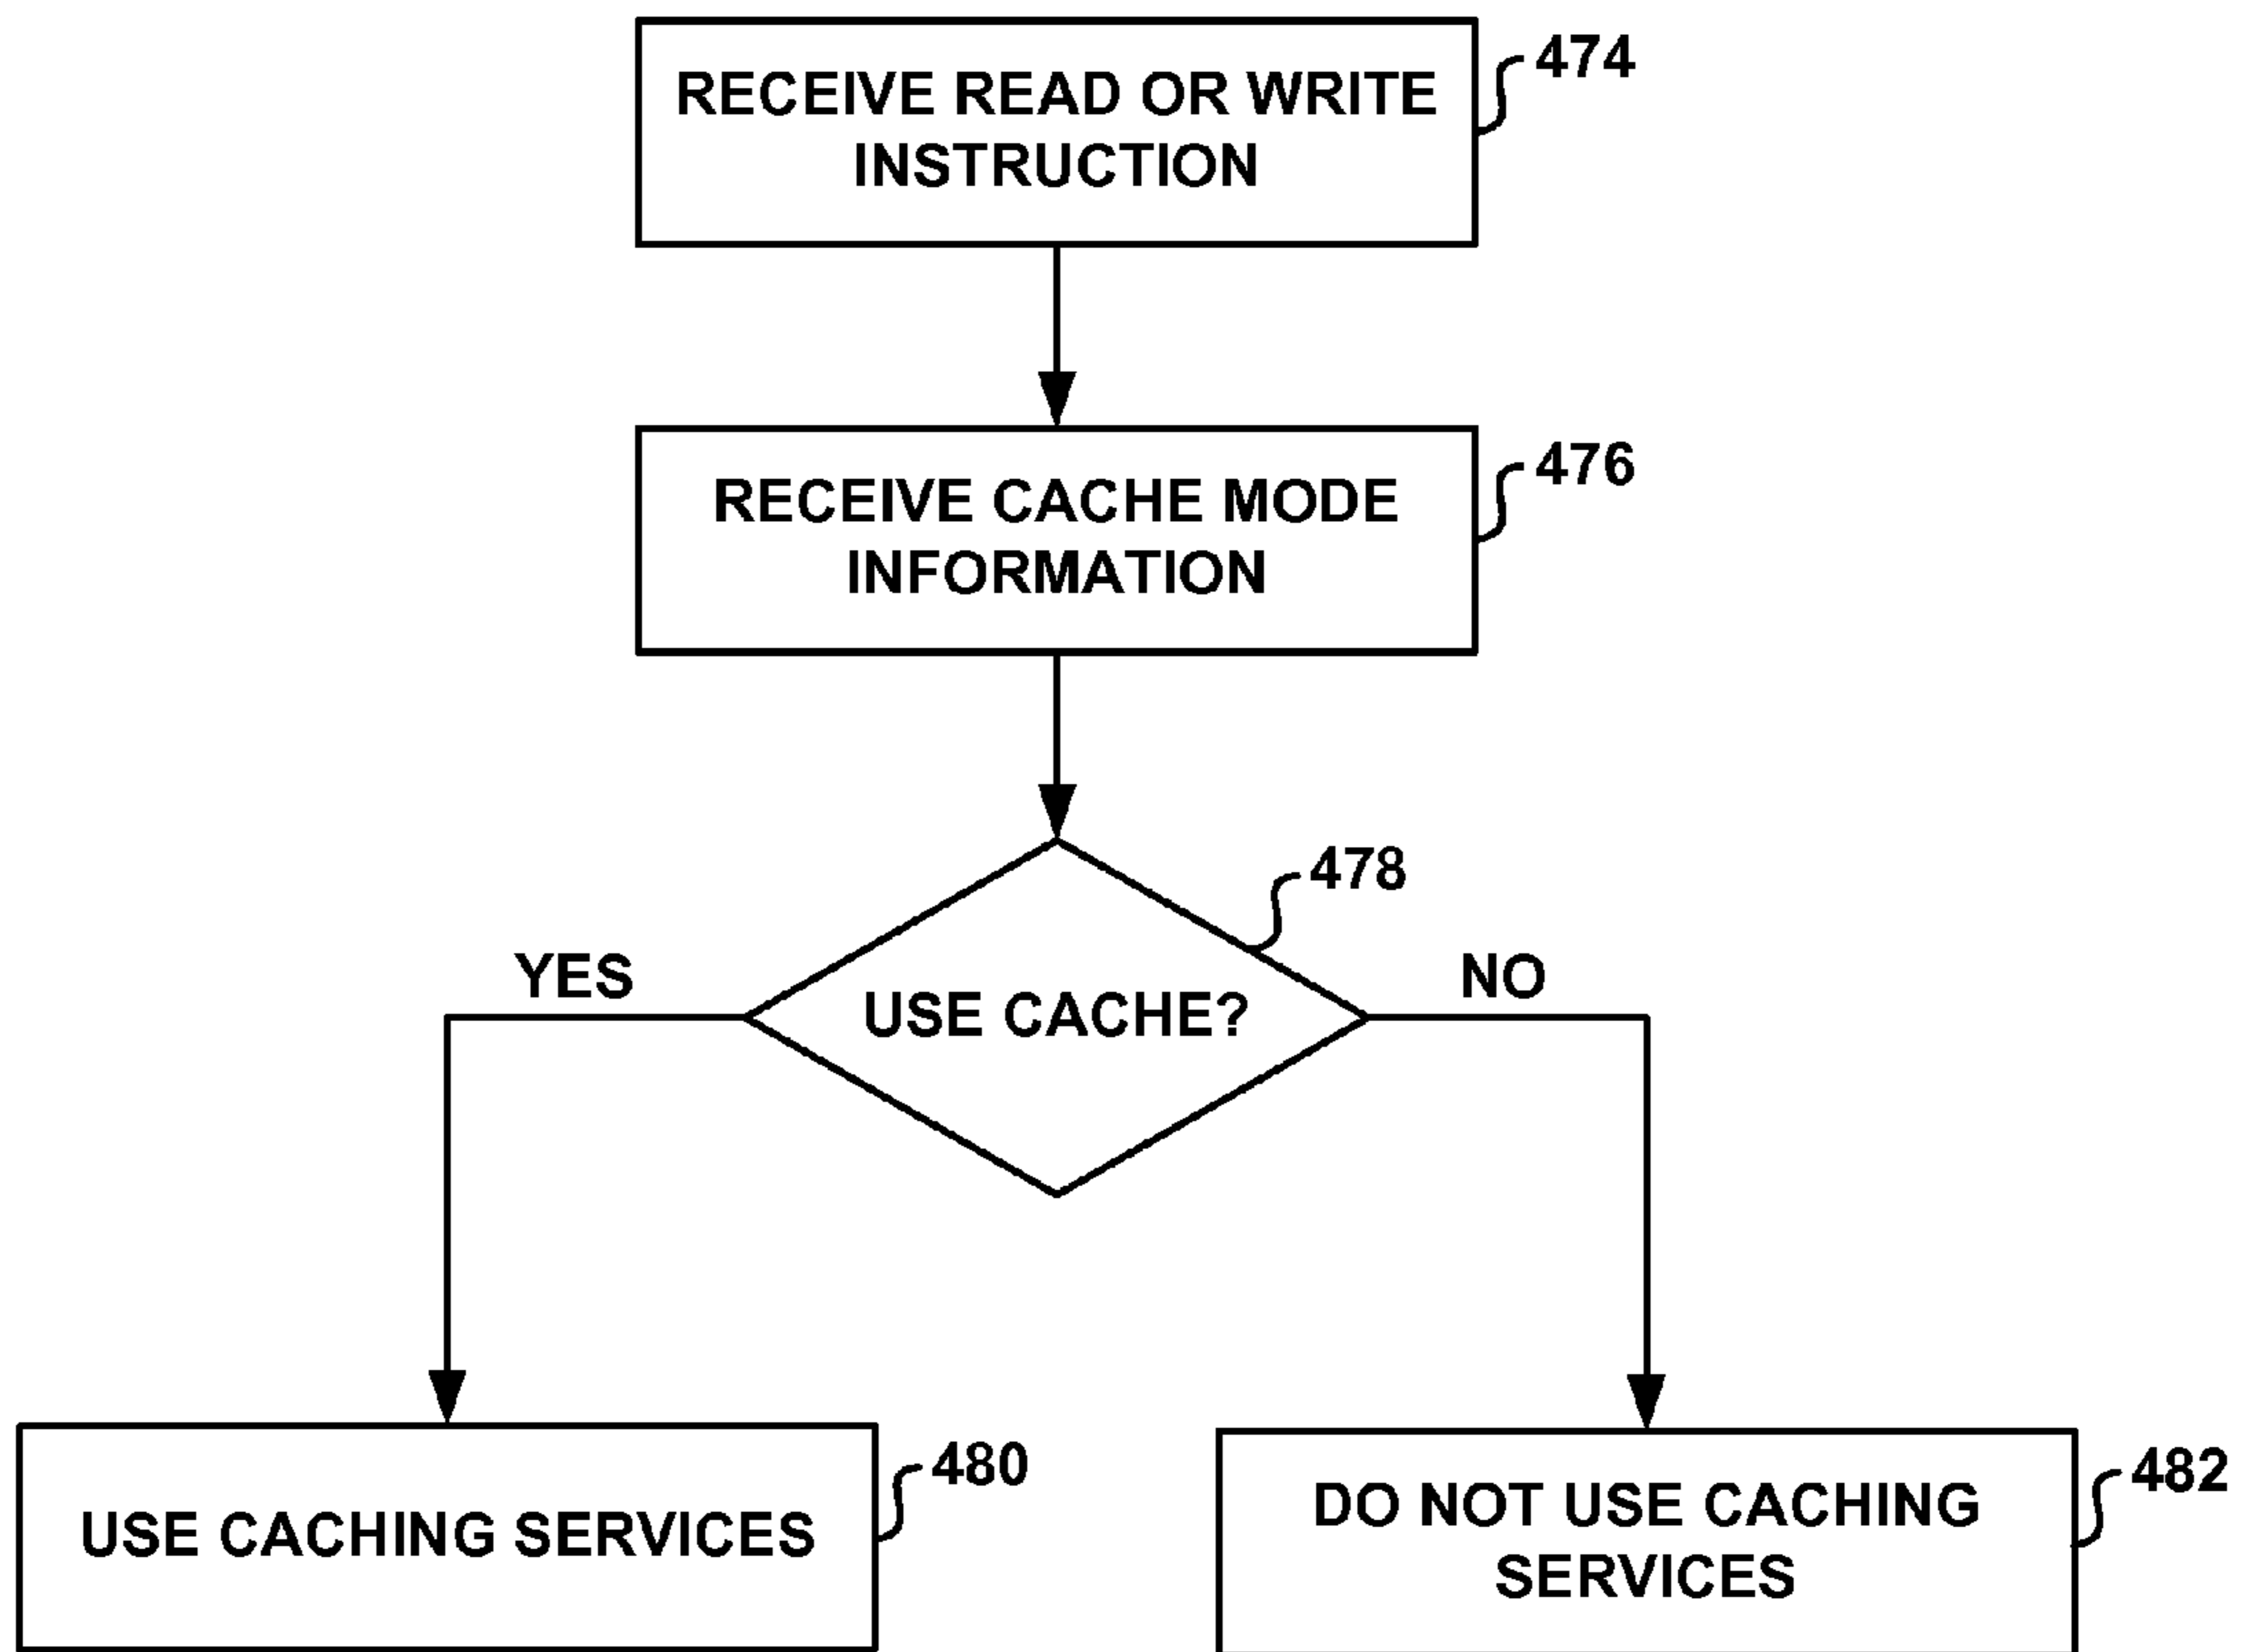 RECEIVE READ OR WRITE
INSTRUCTION
474
RECEIVE CACHE MODE
INFORMATION
476
478
YES
USE CACHE?
NO
USE CACHING SERVICES
480
DO NOT USE CACHING
SERVICES
482